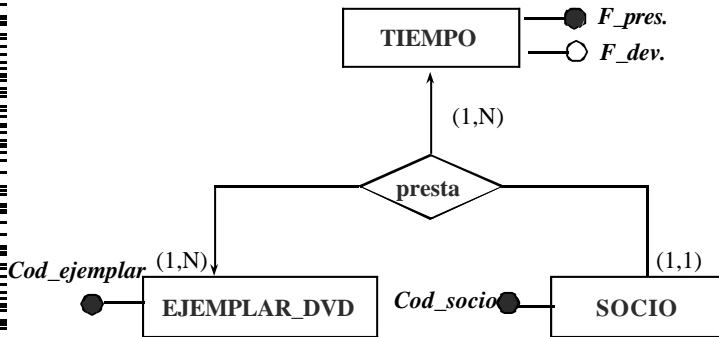 F_pres.
TIEMPO
F_dev.
(1,N)
presta
Cod_ejemplar
(1,N)
(1,1)
EJEMPLAR_DVD
Cod_socio
SOCIO